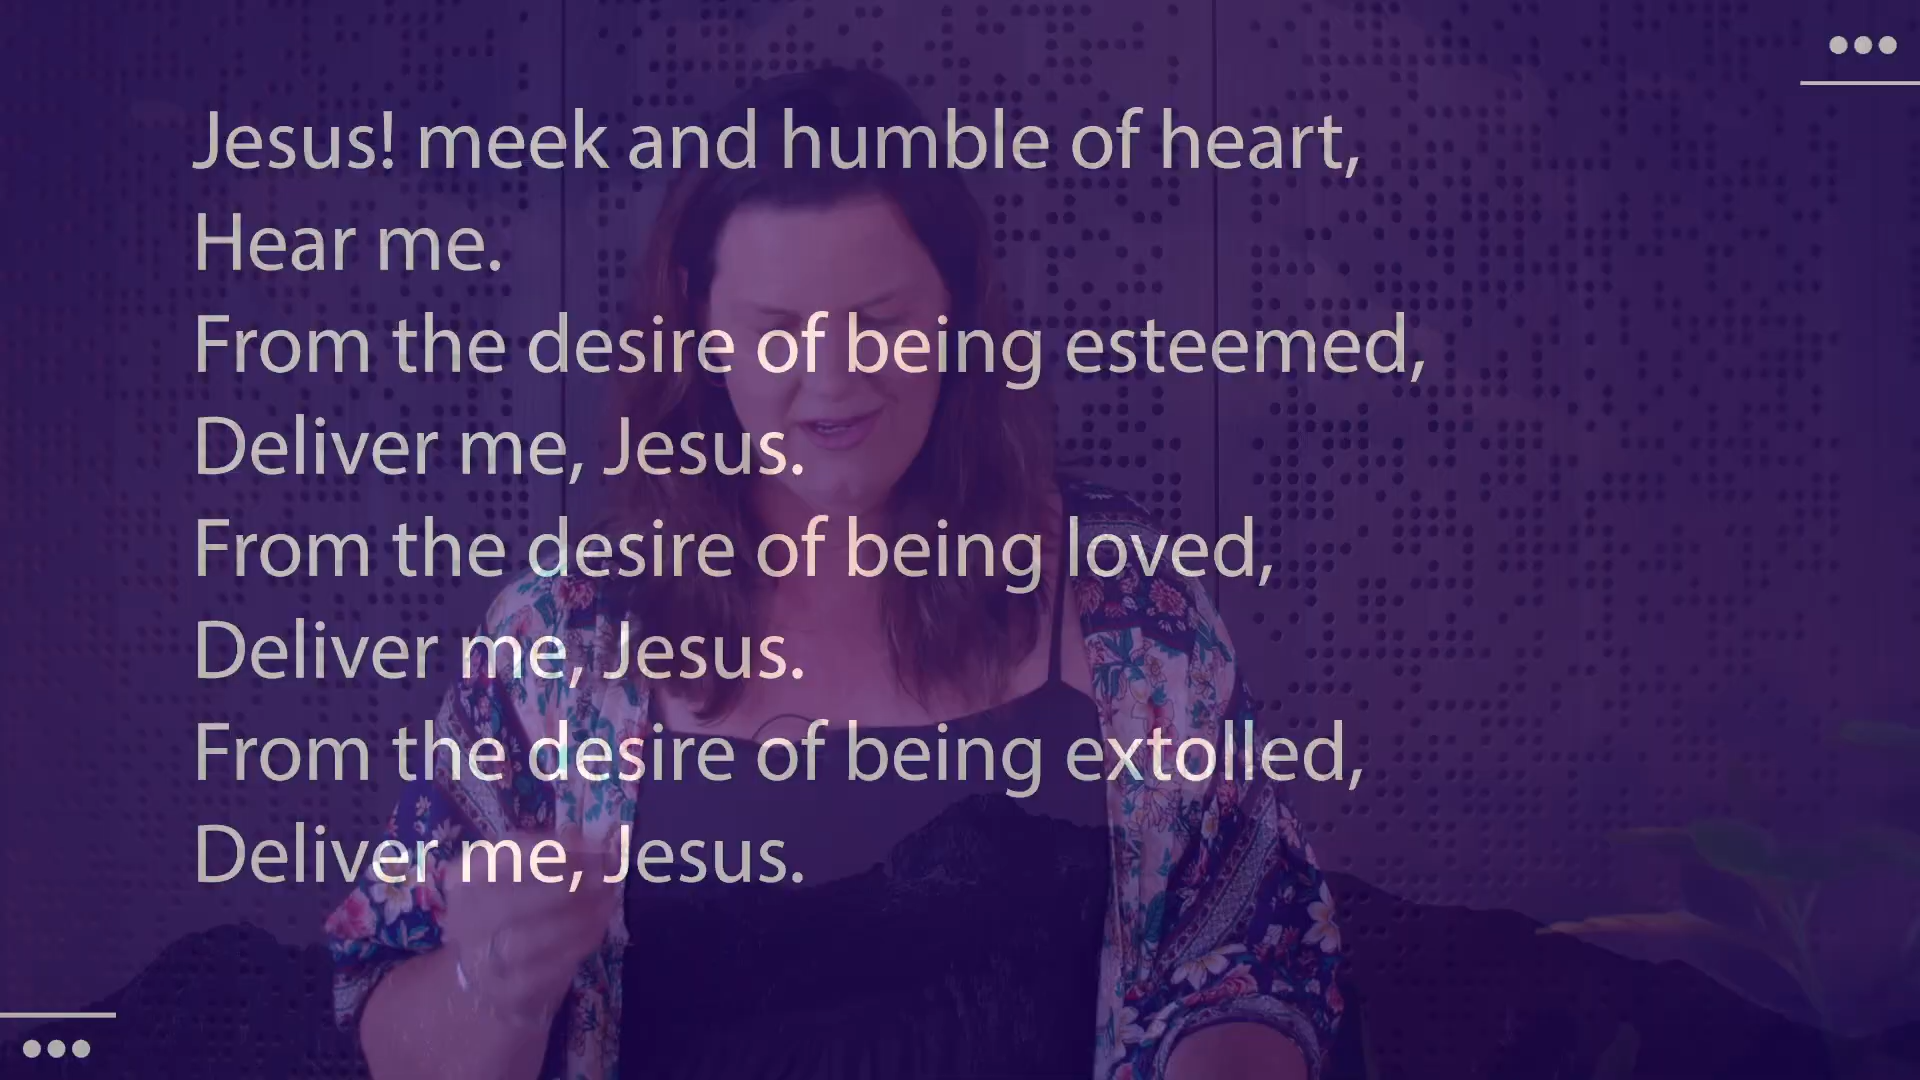 Jesus! meek and humble of heart,
Hear me.
From the desire of being esteemed,
Deliver me, Jesus.
From the desire of being loved,
Deliver me, Jesus.
From the desire of being extolled,
Deliver me, Jesus.